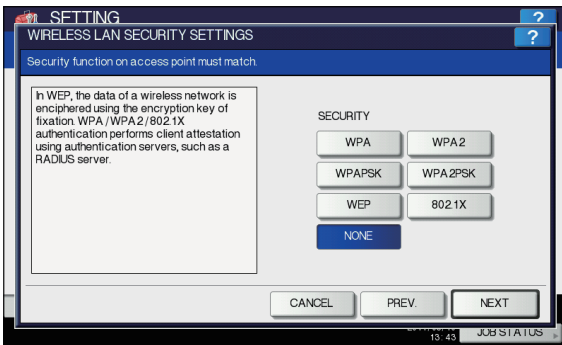 SETTING
?
WIRELESS LAN SECURITY SETTINGS
?
Security function on access point must match.
In WEP, the data of a wireless network is
enciphered using the encryption key of
fixation. WPA/WPA2/802.1X
authentication performs client attestation
using authentication servers, such as a
RADIUS server.
SECURITY
WPA WPA2
WPAPSK WPA2PSK
WEP 802.1X
NONE
CANCEL PREV. NEXT
13:43 JOB STATUS